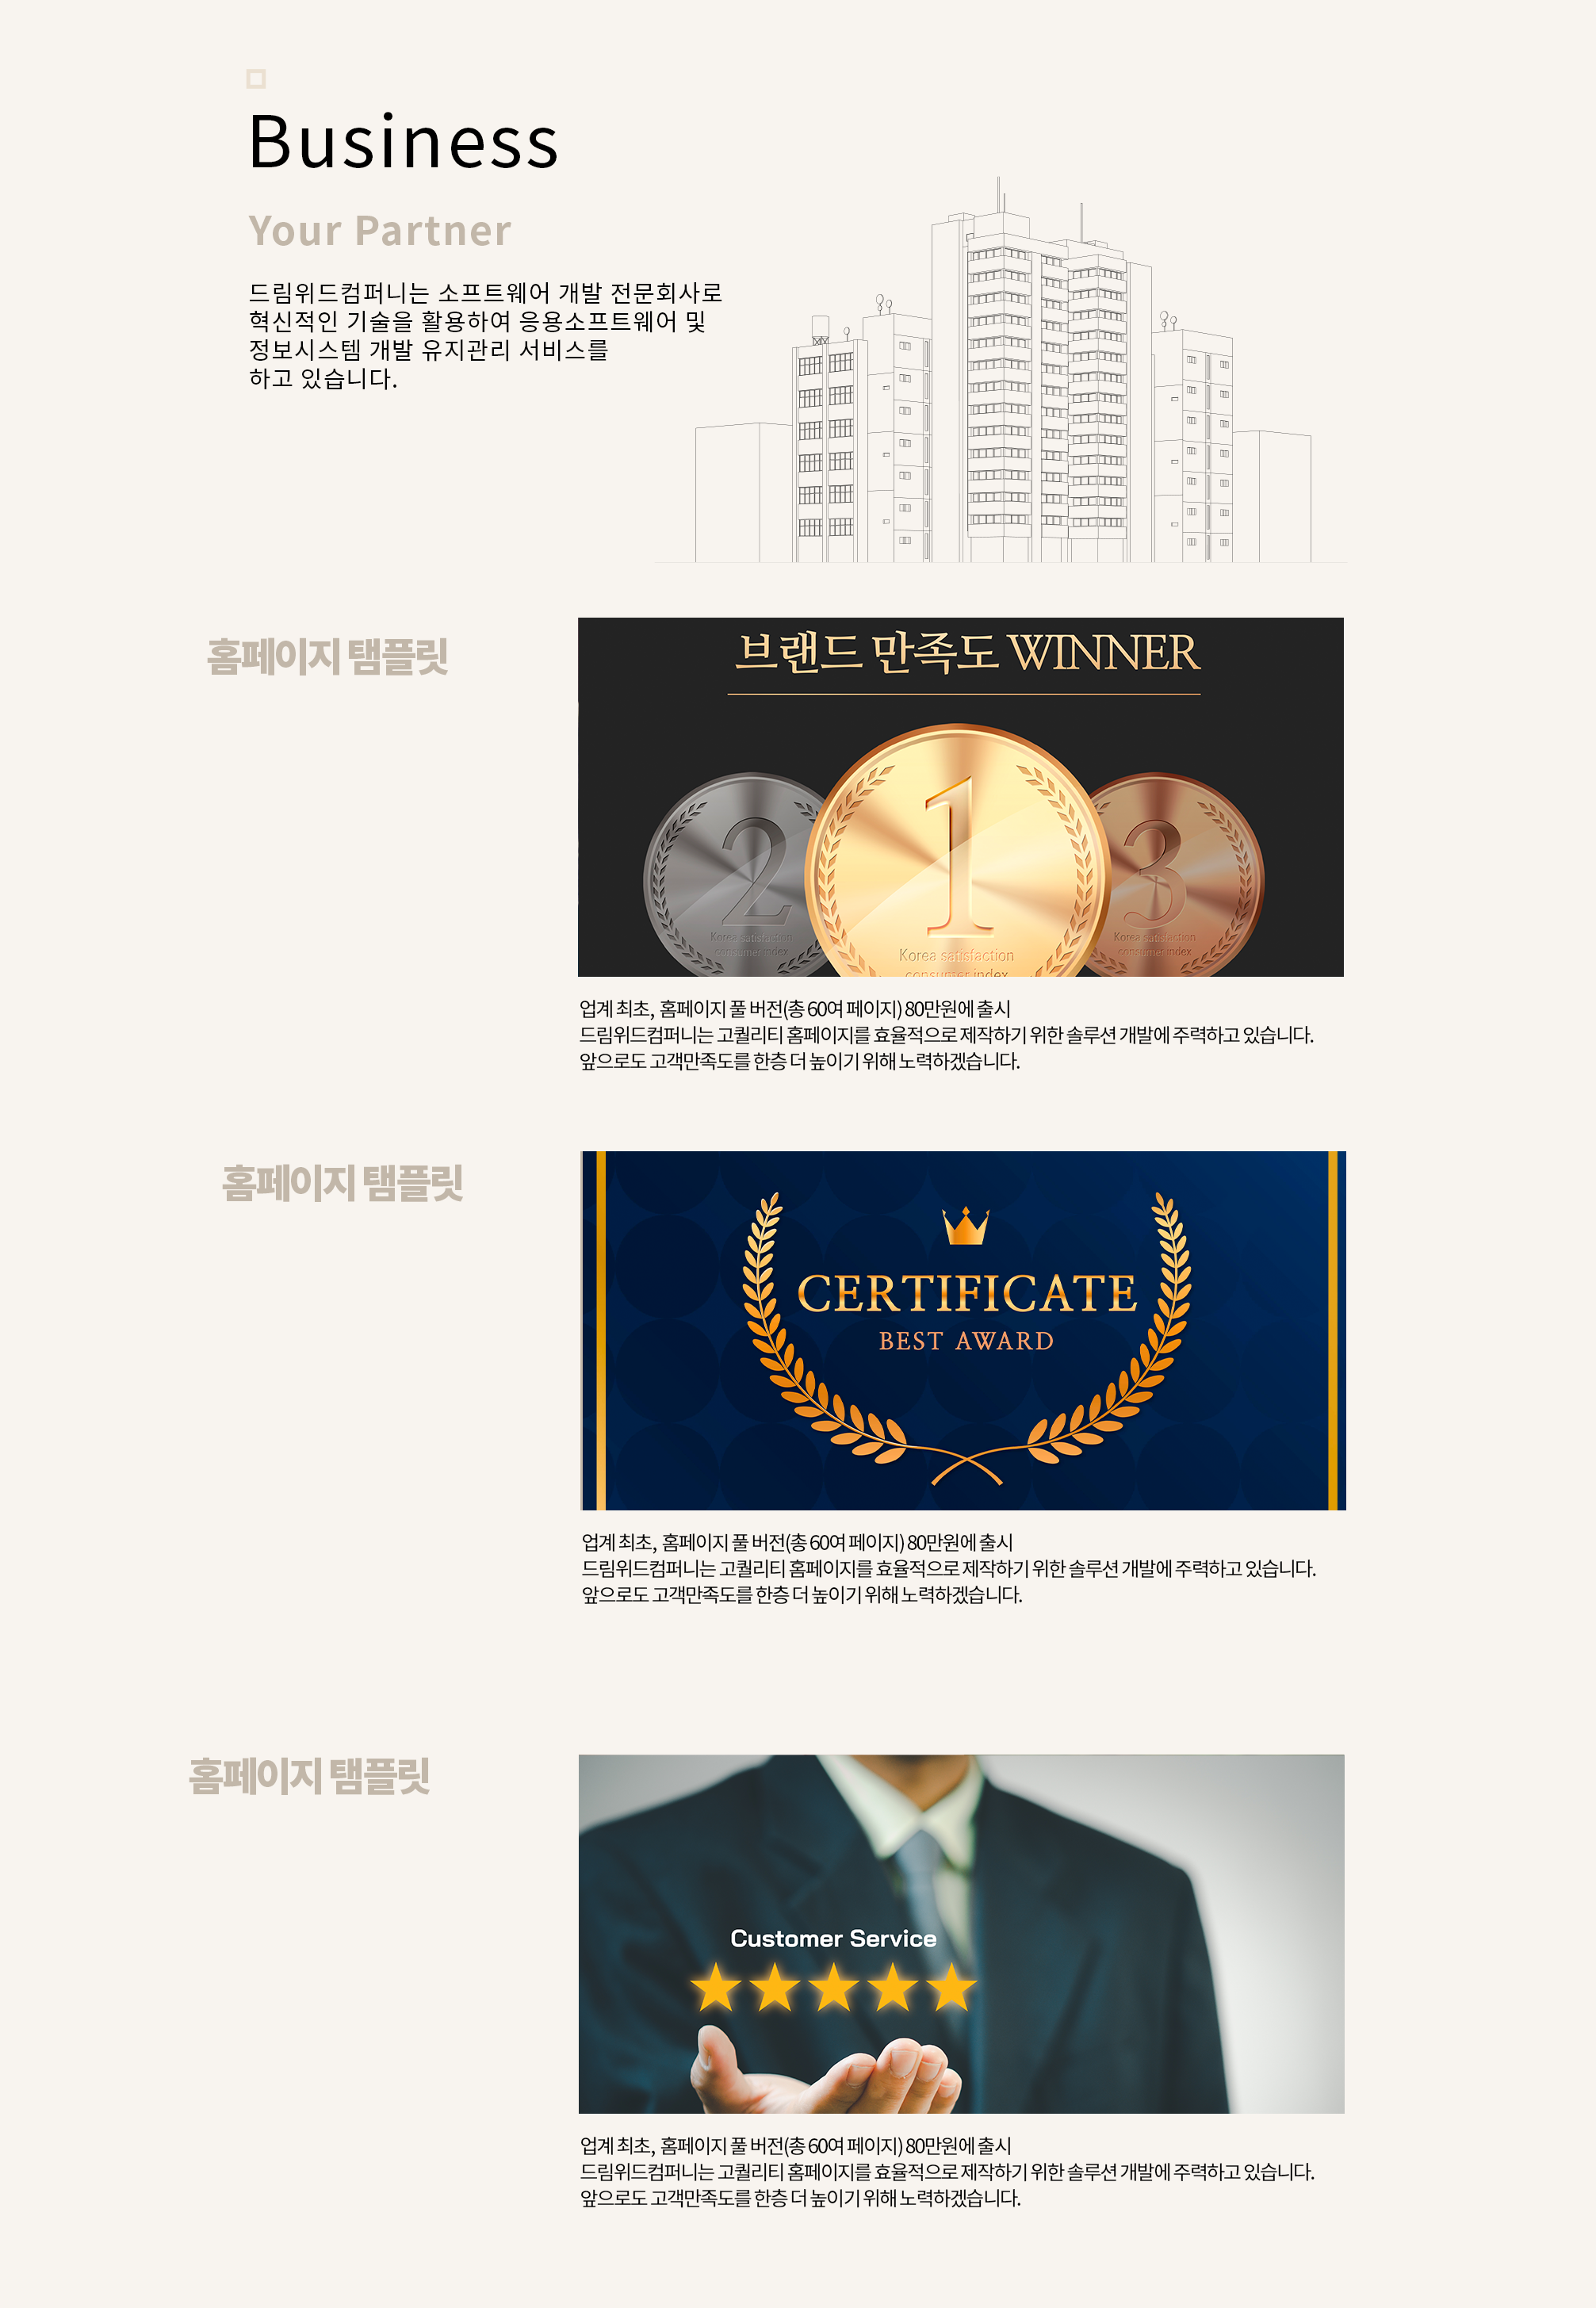 Business
Your Partner
드림위드컴퍼니는 소프트웨어 개발 전문회사로
혁신적인 기술을 활용하여 응용소프트웨어 및
정보시스템 개발 유지관리 서비스를
하고 있습니다.
홈페이지 탬플릿
브랜드 만족도 WINNER
2
Korea satisfaction
consumer index
1
Korea satisfaction
consumer index
3
Korea satisfaction
consumer index
업계 최초, 홈페이지 풀 버전(총 60여 페이지) 80만원에 출시
드림위드컴퍼니는 고퀄리티 홈페이지를 효율적으로 제작하기 위한 솔루션 개발에 주력하고 있습니다.
앞으로도 고객만족도를 한층 더 높이기 위해 노력하겠습니다.
홈페이지 탬플릿
CERTIFICATE
BEST AWARD
업계 최초, 홈페이지 풀 버전(총 60여 페이지) 80만원에 출시
드림위드컴퍼니는 고퀄리티 홈페이지를 효율적으로 제작하기 위한 솔루션 개발에 주력하고 있습니다.
앞으로도 고객만족도를 한층 더 높이기 위해 노력하겠습니다.
홈페이지 탬플릿
Customer Service
업계 최초, 홈페이지 풀 버전(총 60여 페이지) 80만원에 출시
드림위드컴퍼니는 고퀄리티 홈페이지를 효율적으로 제작하기 위한 솔루션 개발에 주력하고 있습니다.
앞으로도 고객만족도를 한층 더 높이기 위해 노력하겠습니다.